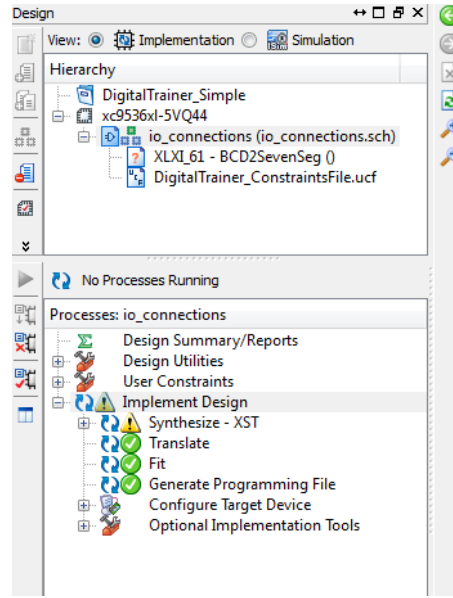 Design
View: Implementation Simulation
Hierarchy
DigitalTrainer_Simple
xc9536xl-5VQ44
io_connections (io_connections.sch)
XLXI_61 - BCD2SevenSeg ()
DigitalTrainer_ConstraintsFile.ucf
No Processes Running
Processes: io_connections
Design Summary/Reports
Design Utilities
User Constraints
Implement Design
Synthesize - XST
Translate
Fit
Generate Programming File
Configure Target Device
Optional Implementation Tools